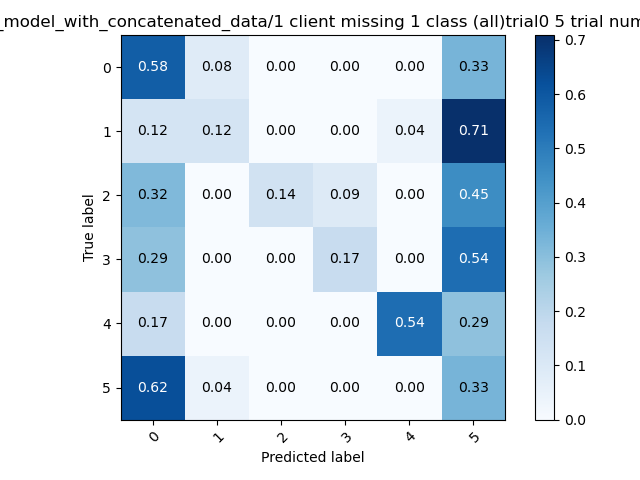 _model_with_concatenated_data/1 client missing 1 class (all)trial0 5 trial num
0 0.58 0.08 0.00 0.00 0.00 0.33
1 0.12 0.12 0.00 0.00 0.04 0.71
2 0.32 0.00 0.14 0.09 0.00 0.45
3 0.29 0.00 0.00 0.17 0.00 0.54
4 0.17 0.00 0.00 0.00 0.54 0.29
5 0.62 0.04 0.00 0.00 0.00 0.33
0 1 2 3 4 5
True label
Predicted label
0.7
0.6
0.5
0.4
0.3
0.2
0.1
0.0